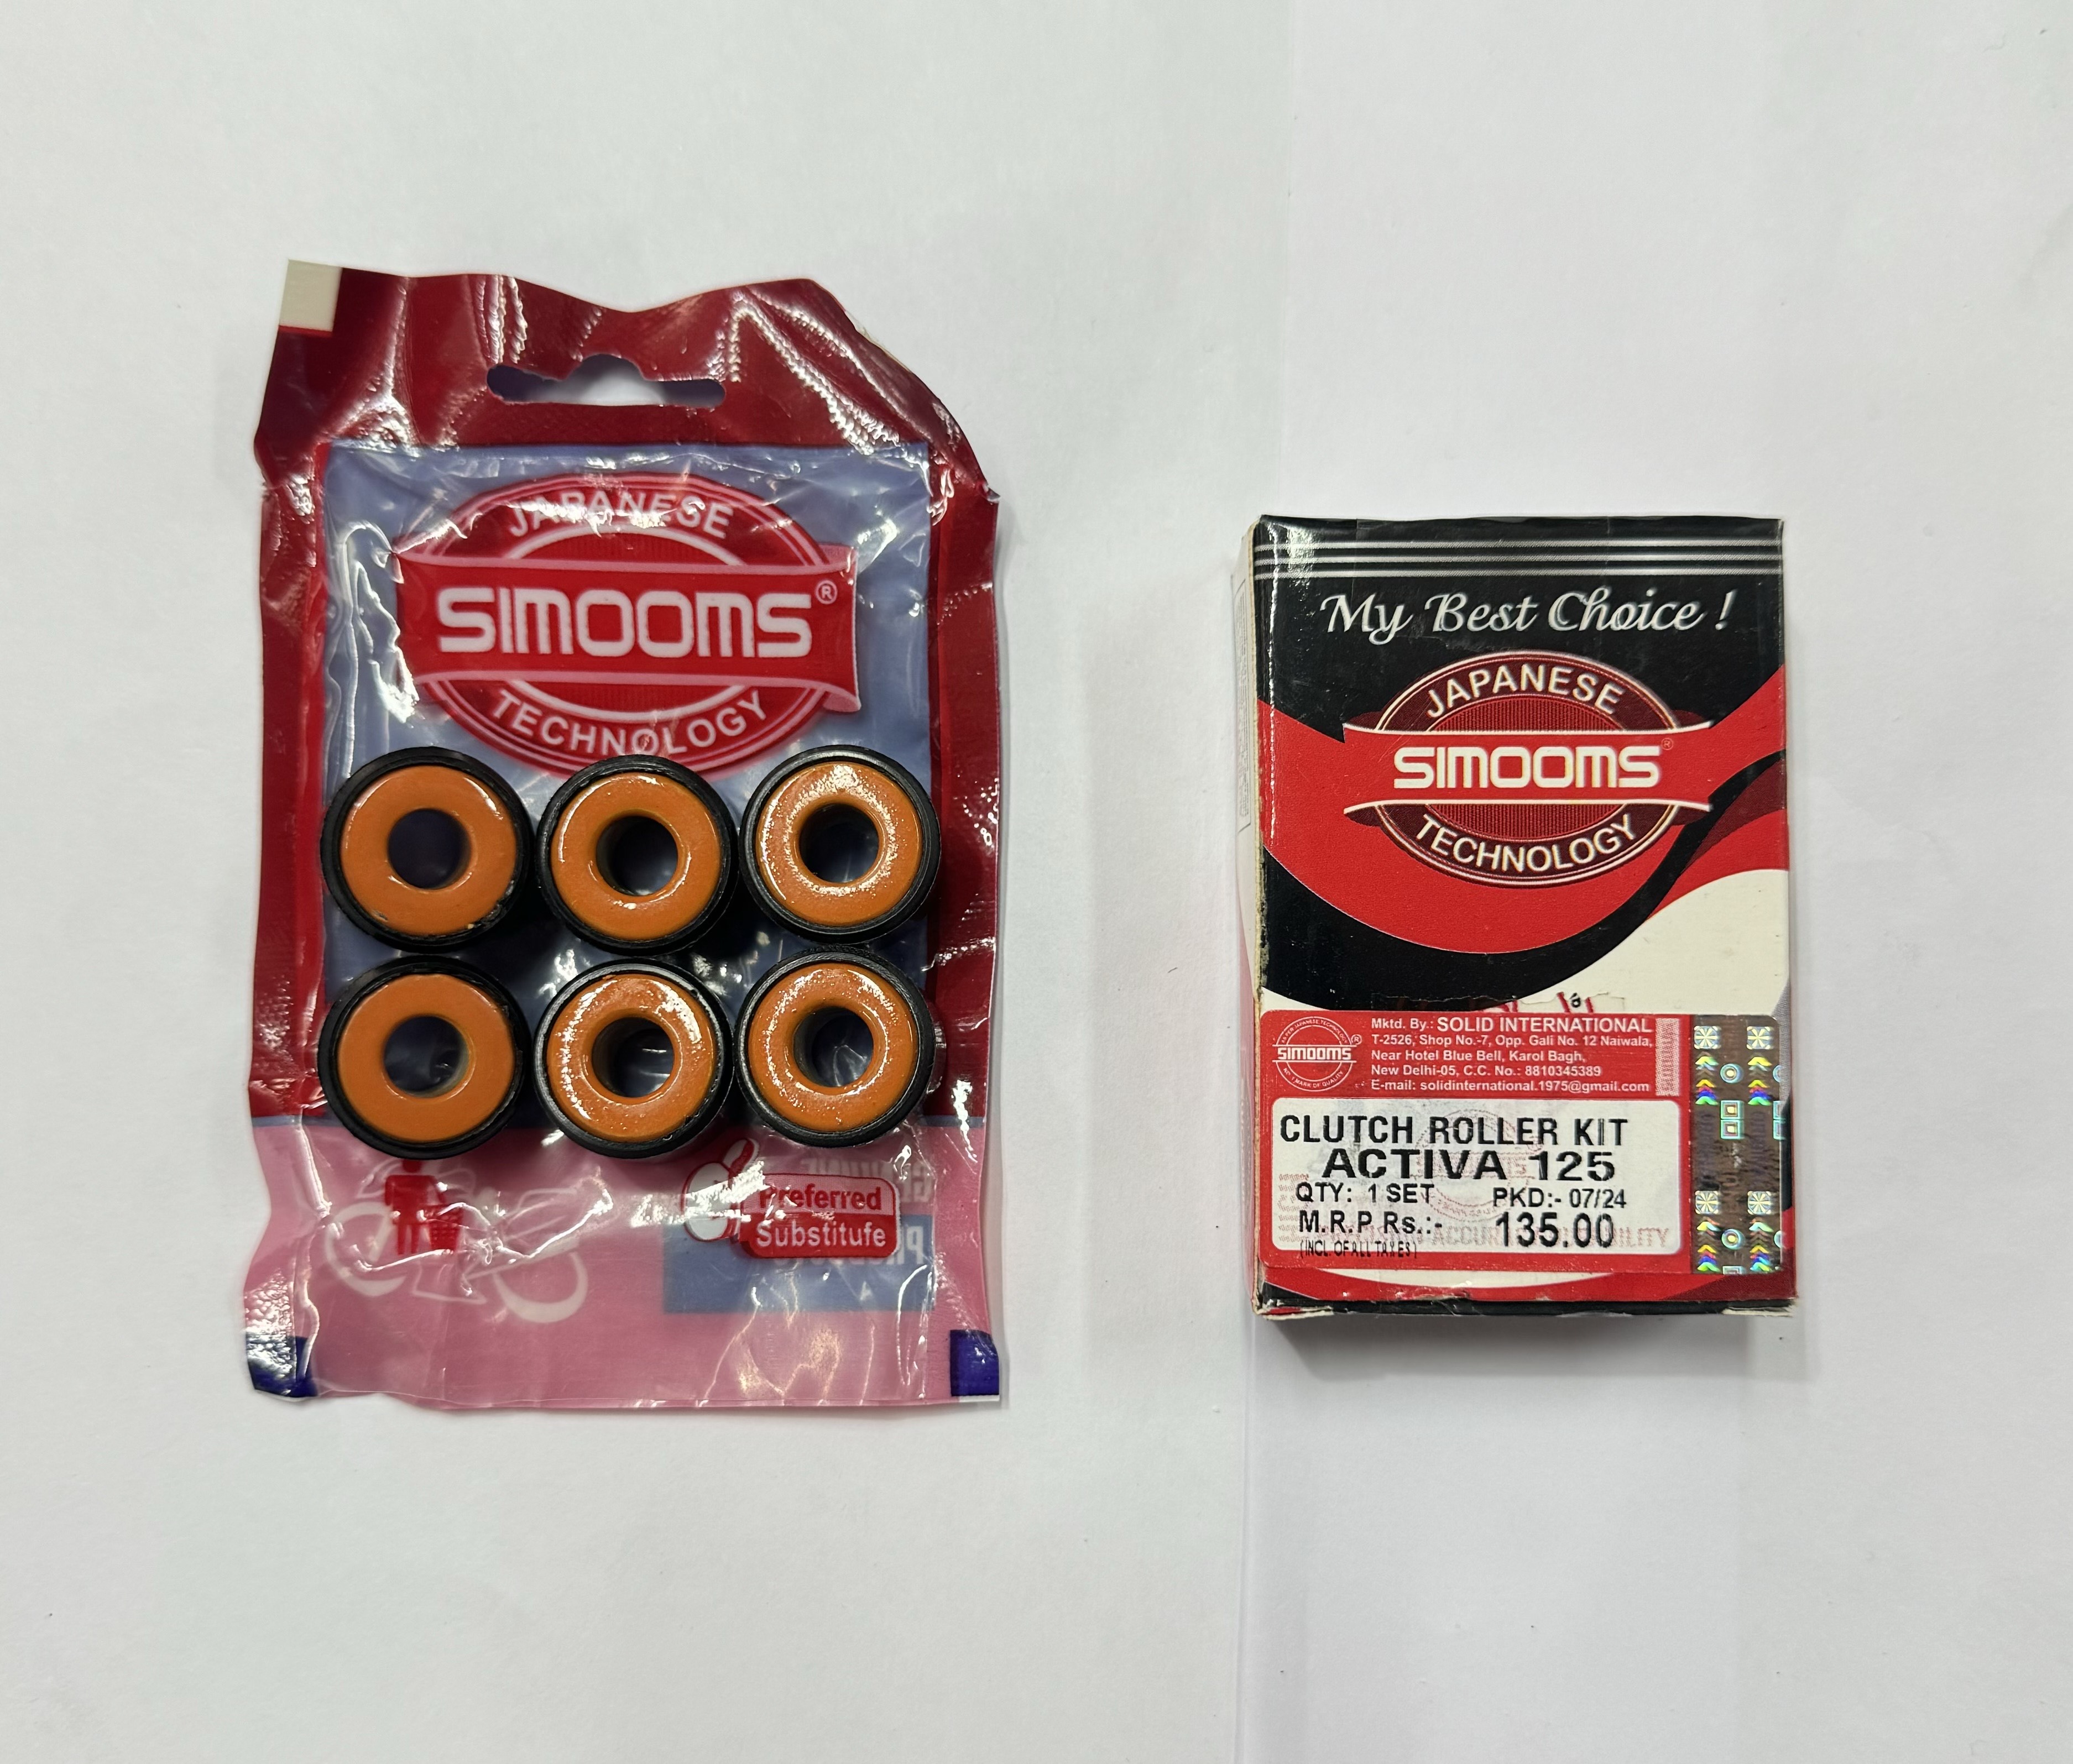 JAPANESE
SIMOOMS®
TECHNOLOGY
Preferred
Substitute
My Best Choice !
JAPANESE
SIMOOMS®
TECHNOLOGY
SIMOOMS®
Mktd. By.: SOLID INTERNATIONAL
T-2526, Shop No.-7, Opp. Gali No. 12 Naiwala,
Near Hotel Blue Bell, Karol Bagh,
New Delhi-05, C.C. No.: 8810345389
E-mail: solidinternational.1975@gmail.com
CLUTCH ROLLER KIT
ACTIVA 125
QTY: 1 SET PKD:- 07/24
M.R.P Rs.:- 135.00
(INCL. OF ALL TAXES)